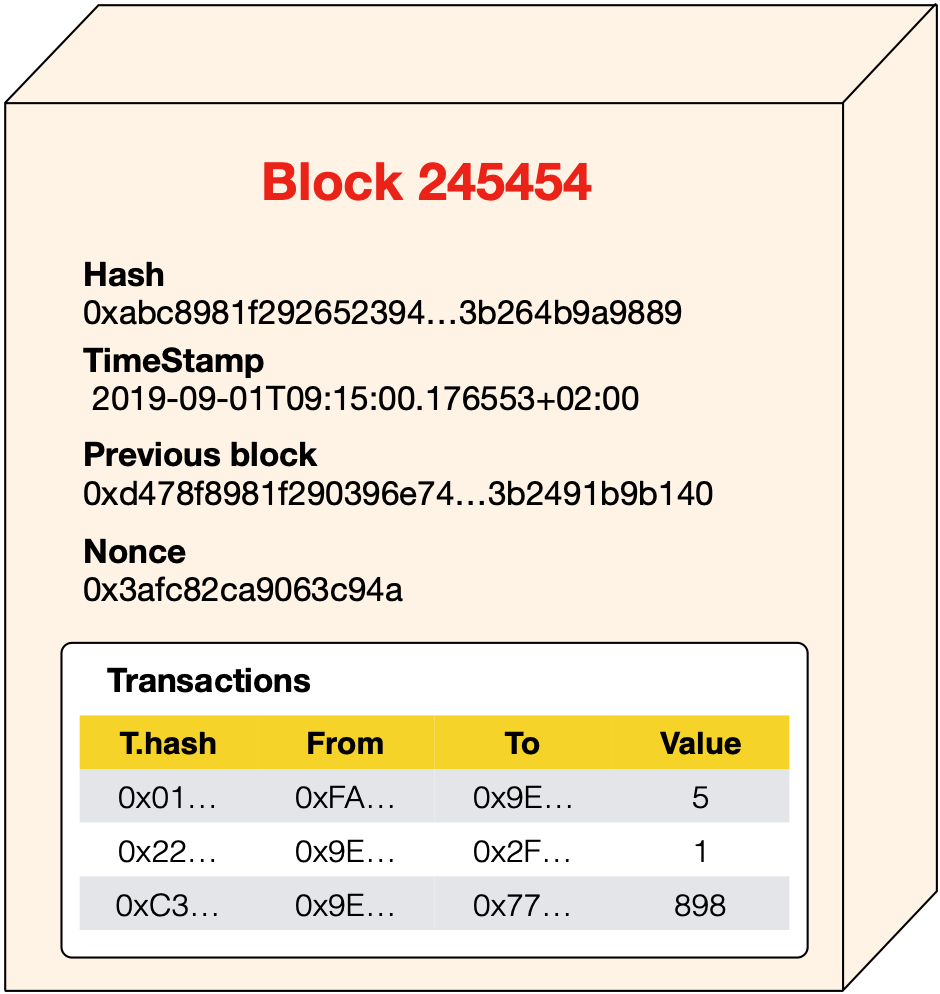 Block 245454
Hash
0xabc8981f292652394…3b264b9a9889
TimeStamp
2019-09-01T09:15:00.176553+02:00
Previous block
0xd478f8981f290396e74…3b2491b9b140
Nonce
0x3afc82ca9063c94a
Transactions
T.hash From To Value
0x01… 0xFA… 0x9E… 5
0x22… 0x9E… 0x2F… 1
0xC3… 0x9E… 0x77… 898